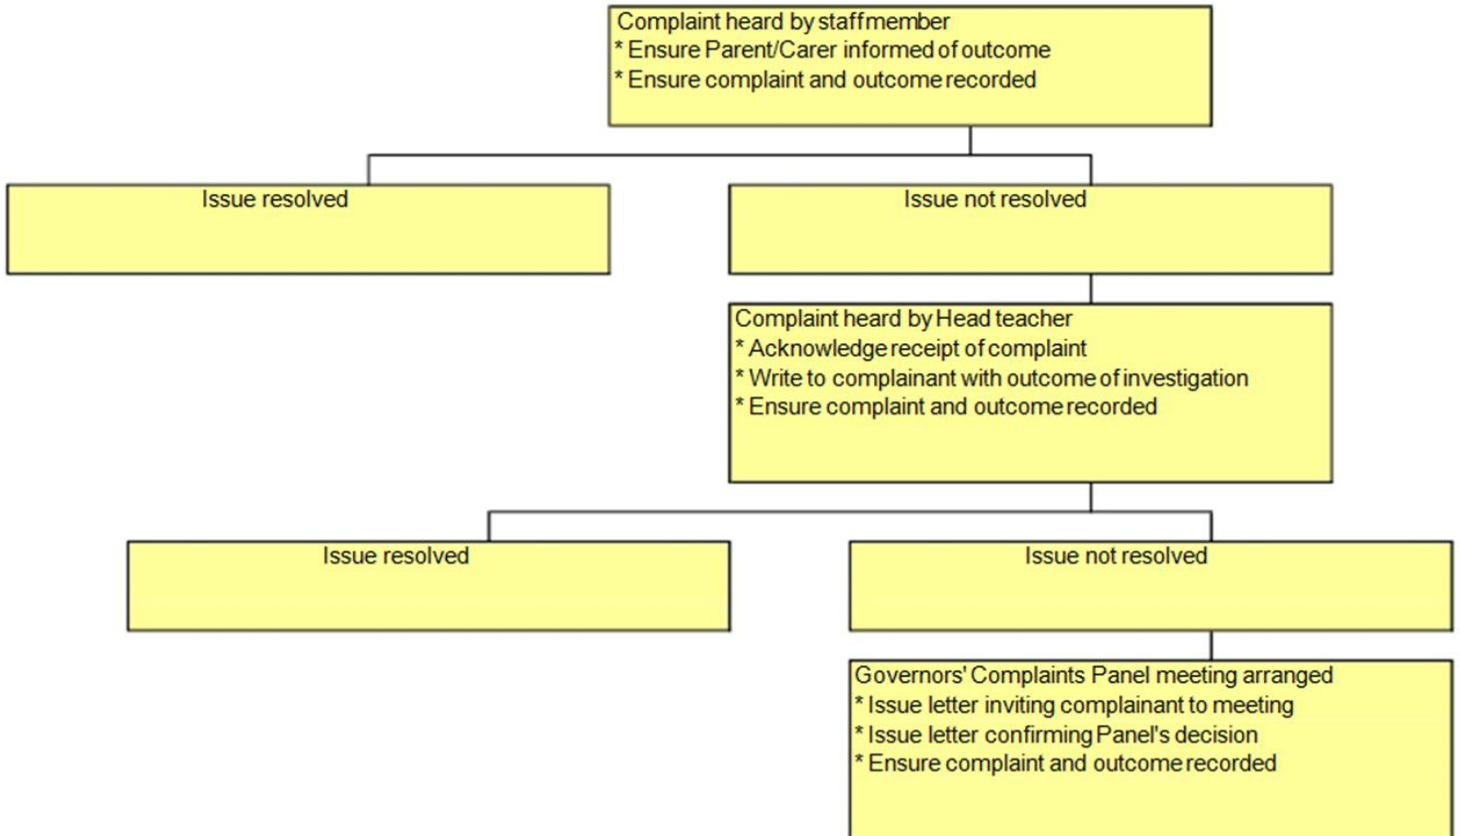 Complaint heard by staff member
* Ensure Parent/Carer informed of outcome
* Ensure complaint and outcome recorded
Issue resolved
Issue not resolved
Complaint heard by Head teacher
* Acknowledge receipt of complaint
* Write to complainant with outcome of investigation
* Ensure complaint and outcome recorded
Issue resolved
Issue not resolved
Governors' Complaints Panel meeting arranged
* Issue letter inviting complainant to meeting
* Issue letter confirming Panel's decision
* Ensure complaint and outcome recorded